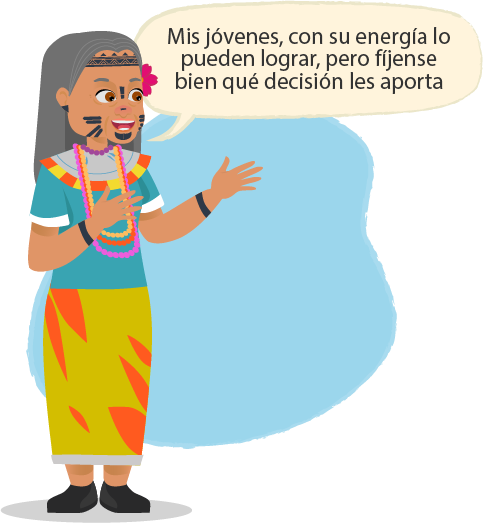 Mis jóvenes, con su energía lo
pueden lograr, pero fíjense
bien qué decisión les aporta